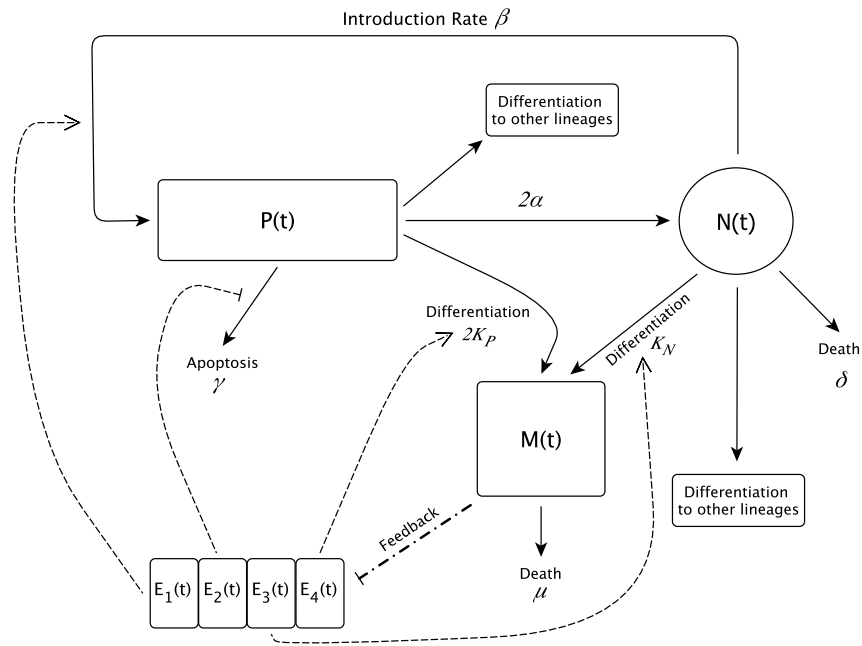 Introduction Rate β
Differentiation
to other lineages
P(t)
2α
N(t)
Differentiation
2K_P
Differentiation
K_N
Apoptosis
γ
Death
δ
M(t)
Differentiation
to other lineages
Feedback
Death
μ
E_1(t)
E_2(t)
E_3(t)
E_4(t)